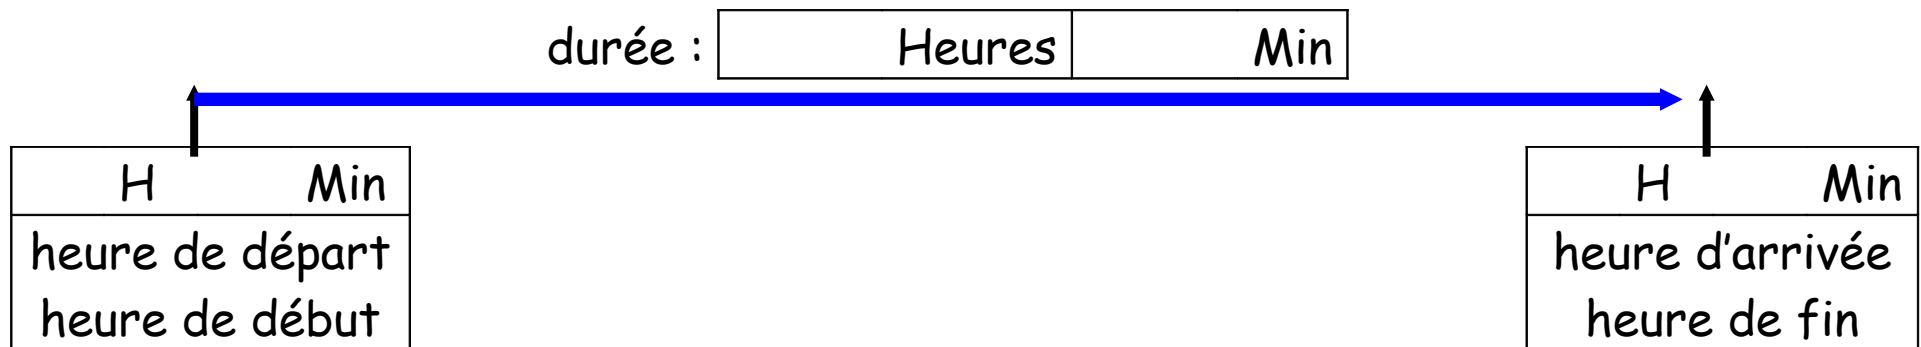 durée : Heures Min
H Min
heure de départ
heure de début
H Min
heure d'arrivée
heure de fin